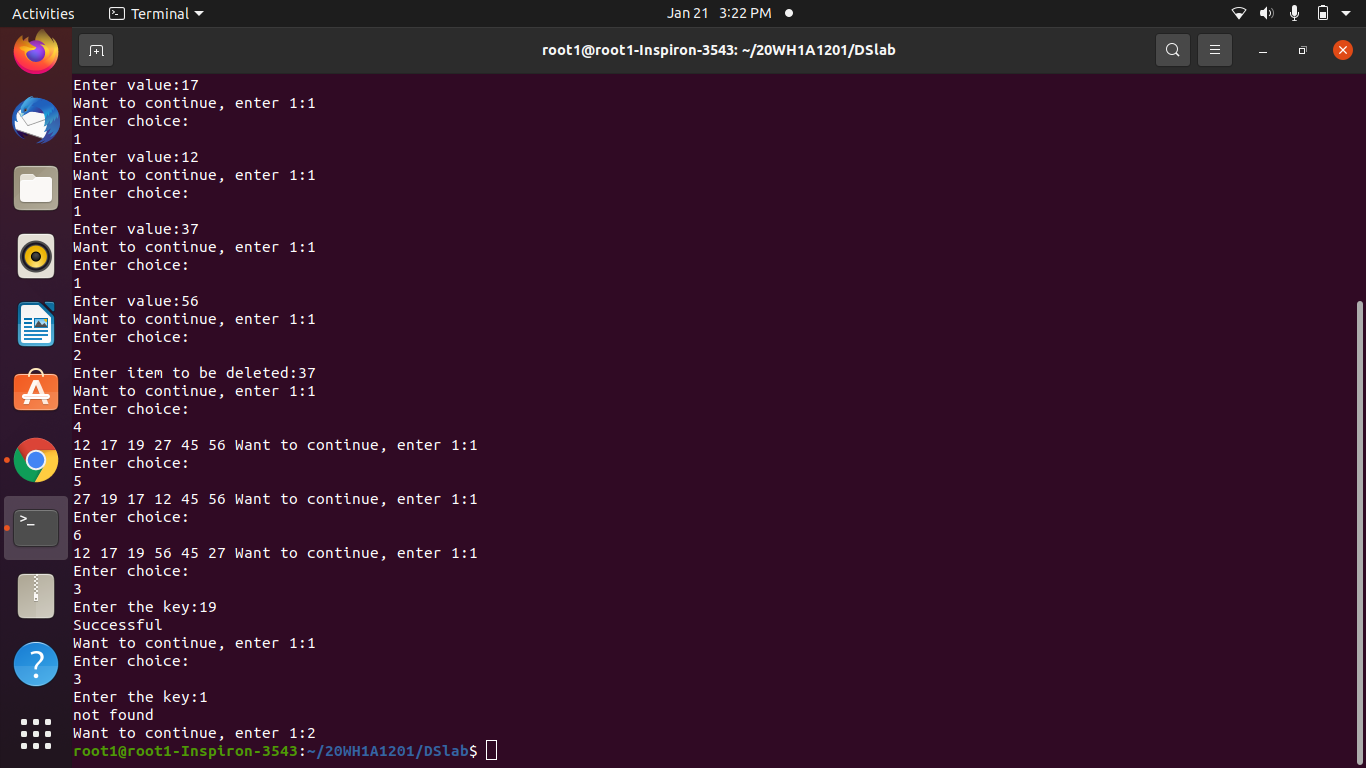 Activities Terminal Jan 21 3:22 PM
root1@root1-Inspiron-3543: ~/20WH1A1201/DSlab
Enter value:17
Want to continue, enter 1:1
Enter choice:
1
Enter value:12
Want to continue, enter 1:1
Enter choice:
1
Enter value:37
Want to continue, enter 1:1
Enter choice:
1
Enter value:56
Want to continue, enter 1:1
Enter choice:
2
Enter item to be deleted:37
Want to continue, enter 1:1
Enter choice:
4
12 17 19 27 45 56 Want to continue, enter 1:1
Enter choice:
5
27 19 17 12 45 56 Want to continue, enter 1:1
Enter choice:
6
12 17 19 56 45 27 Want to continue, enter 1:1
Enter choice:
3
Enter the key:19
Successful
Want to continue, enter 1:1
Enter choice:
3
Enter the key:1
not found
Want to continue, enter 1:2
root1@root1-Inspiron-3543:~/20WH1A1201/DSlab$